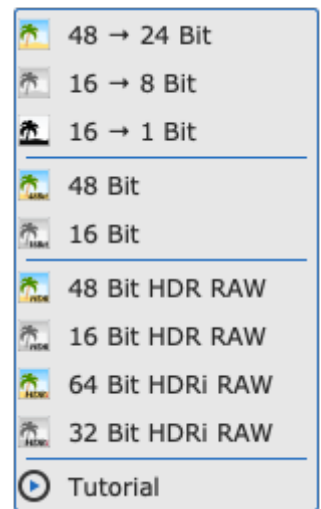 48 → 24 Bit
16 → 8 Bit
16 → 1 Bit
48 Bit
16 Bit
48 Bit HDR RAW
16 Bit HDR RAW
64 Bit HDRi RAW
32 Bit HDRi RAW
Tutorial